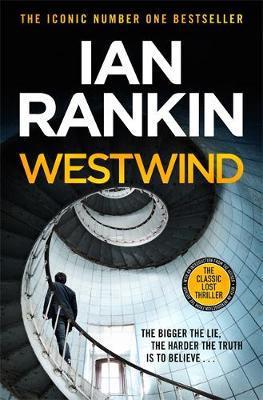 THE ICONIC NUMBER ONE BESTSELLER
IAN
RANKIN
WESTWIND
THE
CLASSIC
LOST
THRILLER
THE BIGGER THE LIE,
THE HARDER THE TRUTH
IS TO BELIEVE . . .